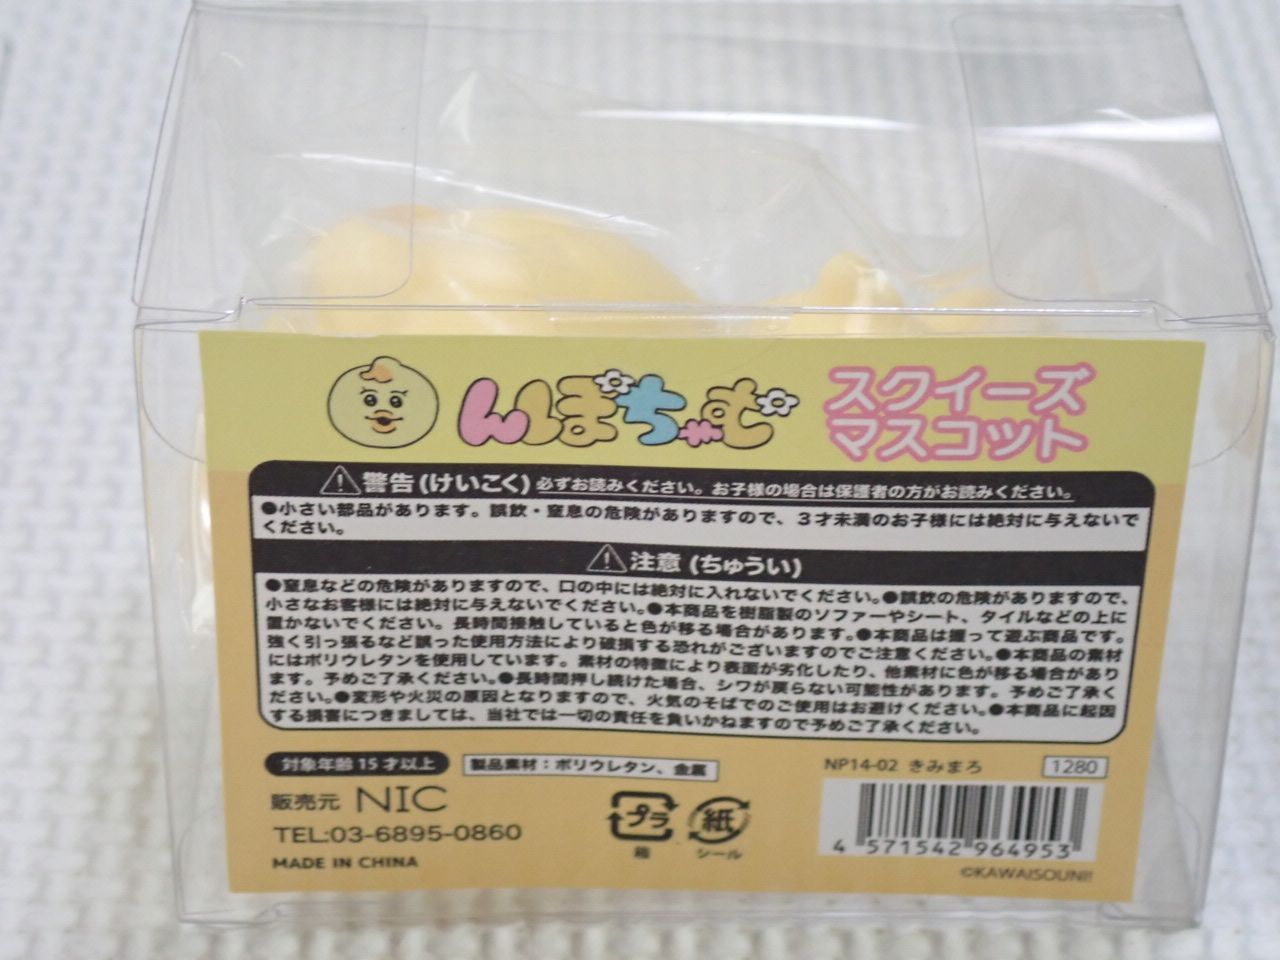 んぽちゃむ
スクイーズ
マスコット
警告(けいこく)必ずお読みください。お子様の場合は保護者の方がお読みください。
●小さい部品があります。誤飲・窒息の危険がありますので、3才未満のお子様には絶対に与えないで
ください。
注意 (ちゅうい)
●窒息などの危険がありますので、口の中には絶対に入れないでください。●誤飲の危険がありますので、
小さなお客様には絶対に与えないでください。●本商品を樹脂製のソファーやシート、タイルなどの上に
置かないでください。長時間接触していると色が移る場合があります。●本商品は握って遊ぶ商品です。
強く引っ張るなど誤った使用方法により破損する恐れがございますのでご注意ください。●本商品の素材
にはポリウレタンを使用しています。素材の特徴により表面が劣化したり、他素材に色が移る場合があり
ます。予めご了承ください。●長時間押し続けた場合、シワが戻らない可能性があります。予めご了承く
ださい。●変形や火災の原因となりますので、火気のそばでのご使用はお避けください。●本商品に起因
する損害につきましては、当社では一切の責任を負いかねますので予めご了承ください。
対象年齢15才以上
製品素材:ポリウレタン、金属
NP14-02 きみまろ
1280
販売元 NIC
TEL:03-6895-0860
MADE IN CHINA
プラ
箱
紙
シール
4 571542 964953
©KAWAISOUNI!